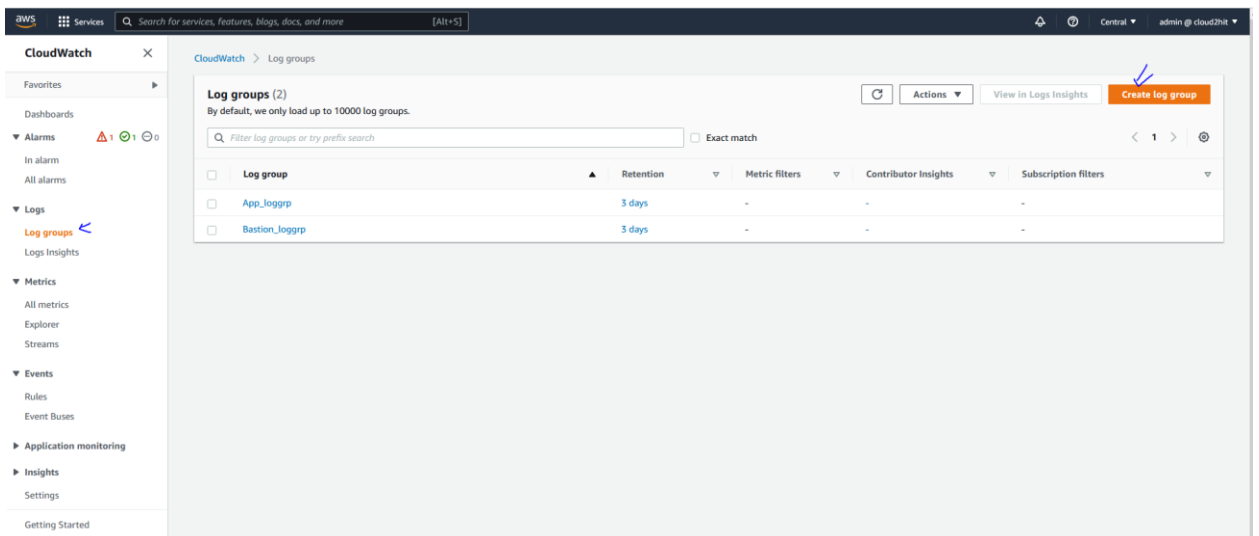 aws Services Search for services, features, blogs, docs, and more [Alt+S] Central ▼ admin @ cloud2hit ▼
CloudWatch
CloudWatch > Log groups
Favorites
Log groups (2)
By default, we only load up to 10000 log groups.
Actions ▼ View in Logs Insights Create log group
Filter log groups or try prefix search Exact match < 1 >
Log group Retention Metric filters Contributor Insights Subscription filters
App_loggrp 3 days - - -
Bastion_loggrp 3 days - - -
Dashboards
Alarms 1 1 0
In alarm
All alarms
Logs
Log groups
Logs Insights
Metrics
All metrics
Explorer
Streams
Events
Rules
Event Buses
Application monitoring
Insights
Settings
Getting Started